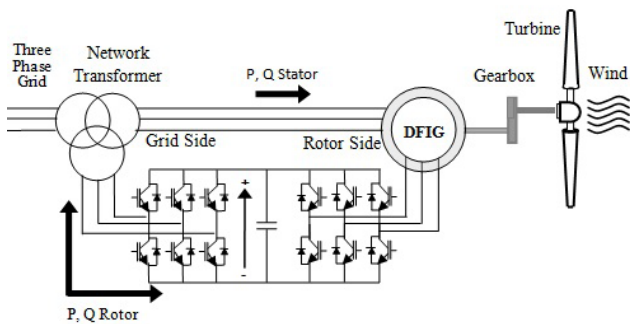 Turbine
Three
Phase
Grid
Network
Transformer
P, Q Stator
Gearbox
Wind
DFIG
Grid Side
Rotor Side
+
-
P, Q Rotor